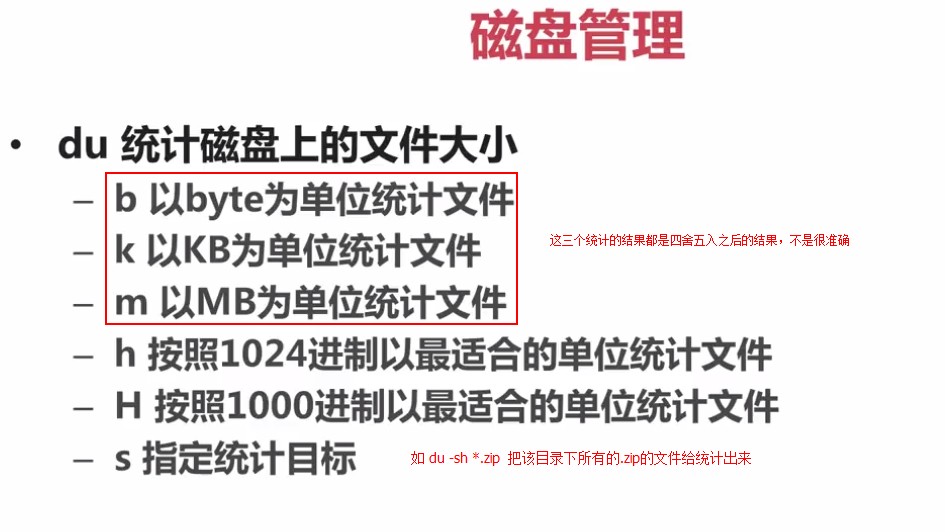 磁盘管理
• du 统计磁盘上的文件大小
– b 以byte为单位统计文件
– k 以KB为单位统计文件
这三个统计的结果都是四舍五入之后的结果，不是很准确
– m 以MB为单位统计文件
– h 按照1024进制以最适合的单位统计文件
– H 按照1000进制以最适合的单位统计文件
– s 指定统计目标
如 du -sh *.zip 把该目录下所有的.zip的文件给统计出来